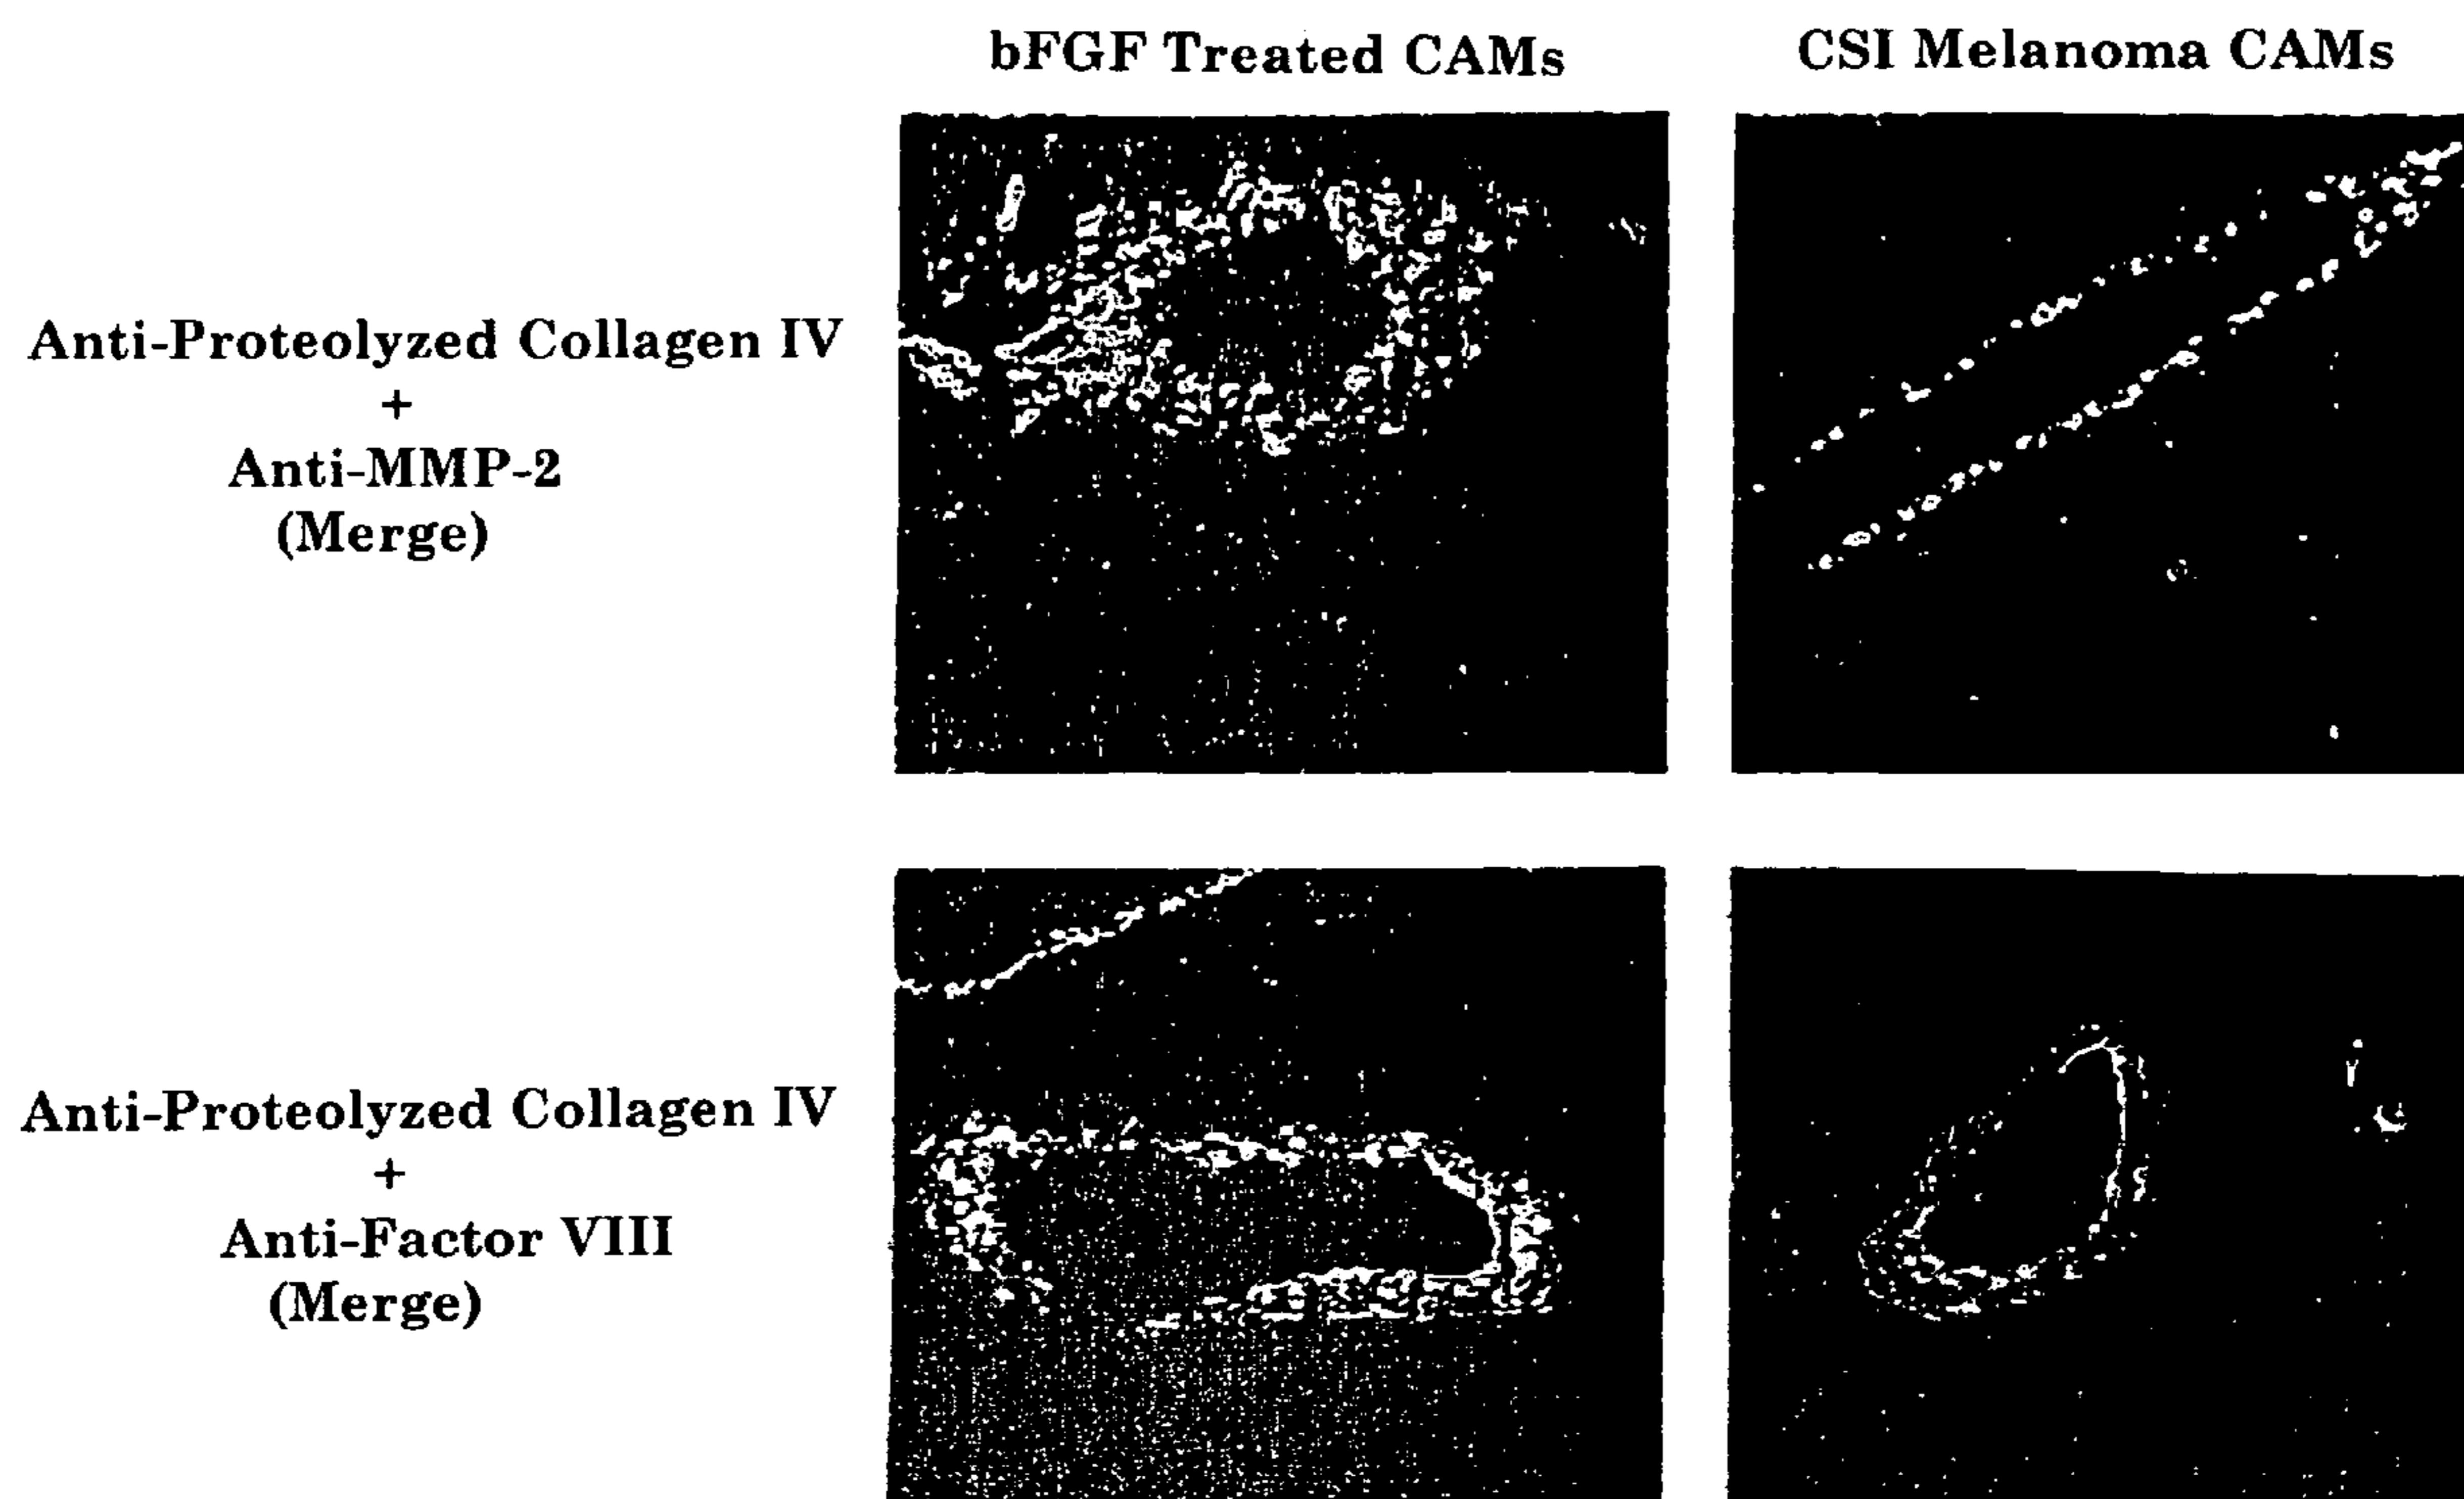 bFGF Treated CAMs
CSI Melanoma CAMs
Anti-Proteolyzed Collagen IV
+
Anti-MMP-2
(Merge)
Anti-Proteolyzed Collagen IV
+
Anti-Factor VIII
(Merge)